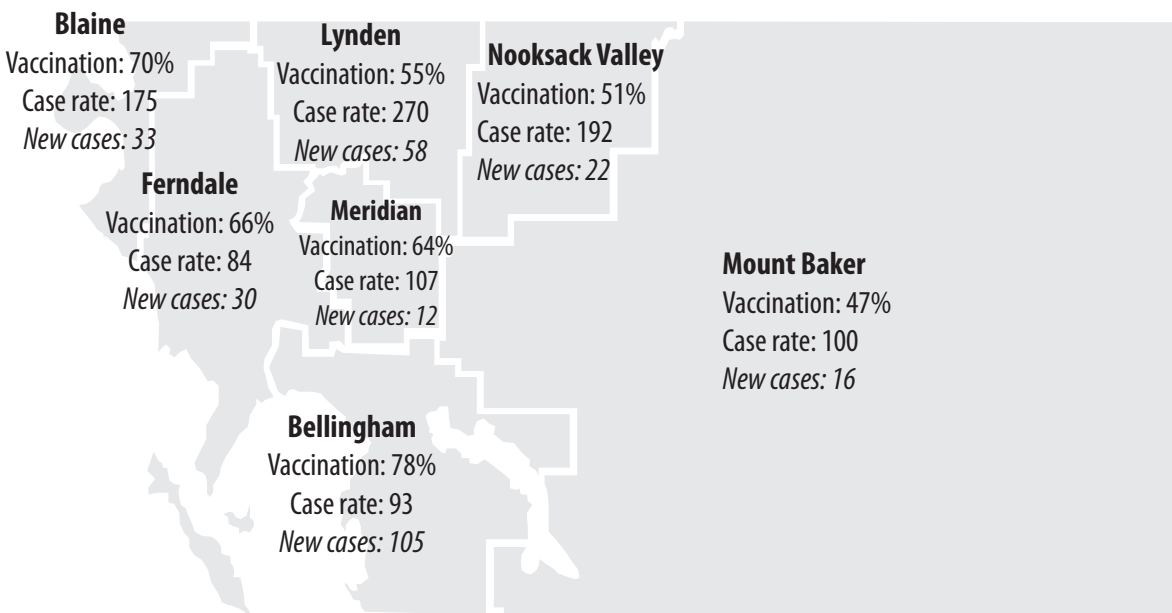 Blaine
Vaccination: 70%
Case rate: 175
New cases: 33
Lynden
Vaccination: 55%
Case rate: 270
New cases: 58
Nooksack Valley
Vaccination: 51%
Case rate: 192
New cases: 22
Ferndale
Vaccination: 66%
Case rate: 84
New cases: 30
Meridian
Vaccination: 64%
Case rate: 107
New cases: 12
Mount Baker
Vaccination: 47%
Case rate: 100
New cases: 16
Bellingham
Vaccination: 78%
Case rate: 93
New cases: 105